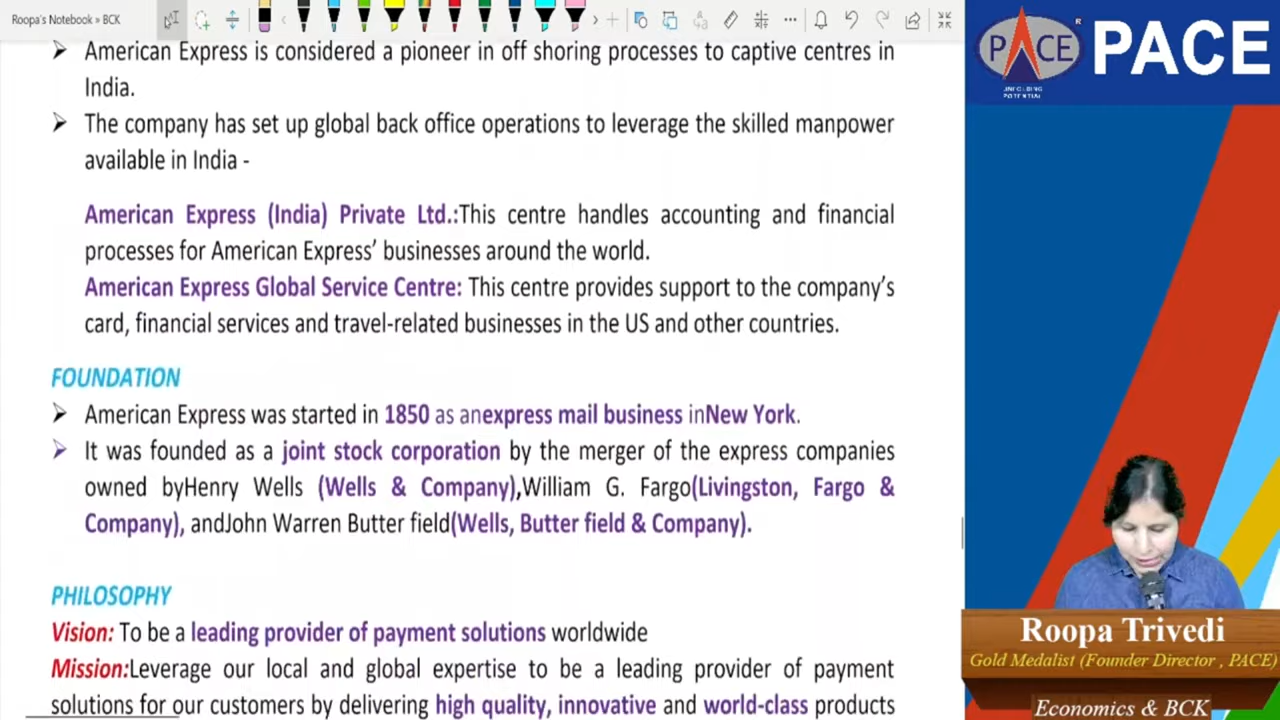 Roopa's Notebook » BCK
➤ American Express is considered a pioneer in off shoring processes to captive centres in
India.
➤ The company has set up global back office operations to leverage the skilled manpower
available in India -
American Express (India) Private Ltd.:This centre handles accounting and financial
processes for American Express' businesses around the world.
American Express Global Service Centre: This centre provides support to the company's
card, financial services and travel-related businesses in the US and other countries.
FOUNDATION
➤ American Express was started in 1850 as anexpress mail business inNew York.
➤ It was founded as a joint stock corporation by the merger of the express companies
owned byHenry Wells (Wells & Company),William G. Fargo(Livingston, Fargo &
Company), andJohn Warren Butter field(Wells, Butter field & Company).
PHILOSOPHY
Vision: To be a leading provider of payment solutions worldwide
Mission:Leverage our local and global expertise to be a leading provider of payment
solutions for our customers by delivering high quality, innovative and world-class products
PACE ® PACE
UNFOLDING
POTENTIAL
Roopa Trivedi
Gold Medalist (Founder Director , PACE)
Economics & BCK